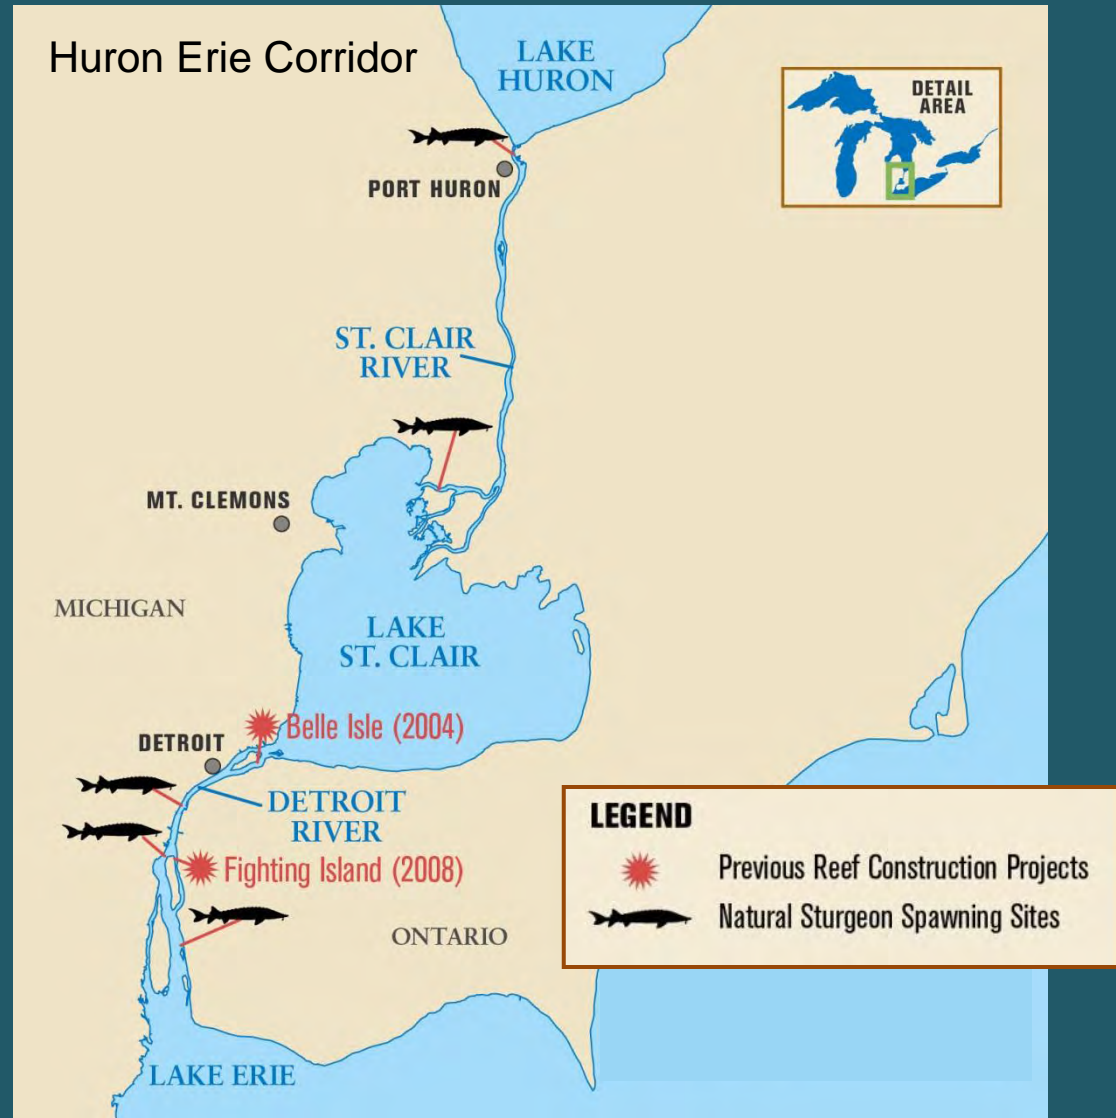 Huron Erie Corridor
LAKE
HURON
DETAIL
AREA
PORT HURON
ST. CLAIR
RIVER
MT. CLEMONS
MICHIGAN
LAKE
ST. CLAIR
Belle Isle (2004)
DETROIT
DETROIT
RIVER
Fighting Island (2008)
ONTARIO
LAKE ERIE
LEGEND
Previous Reef Construction Projects
Natural Sturgeon Spawning Sites